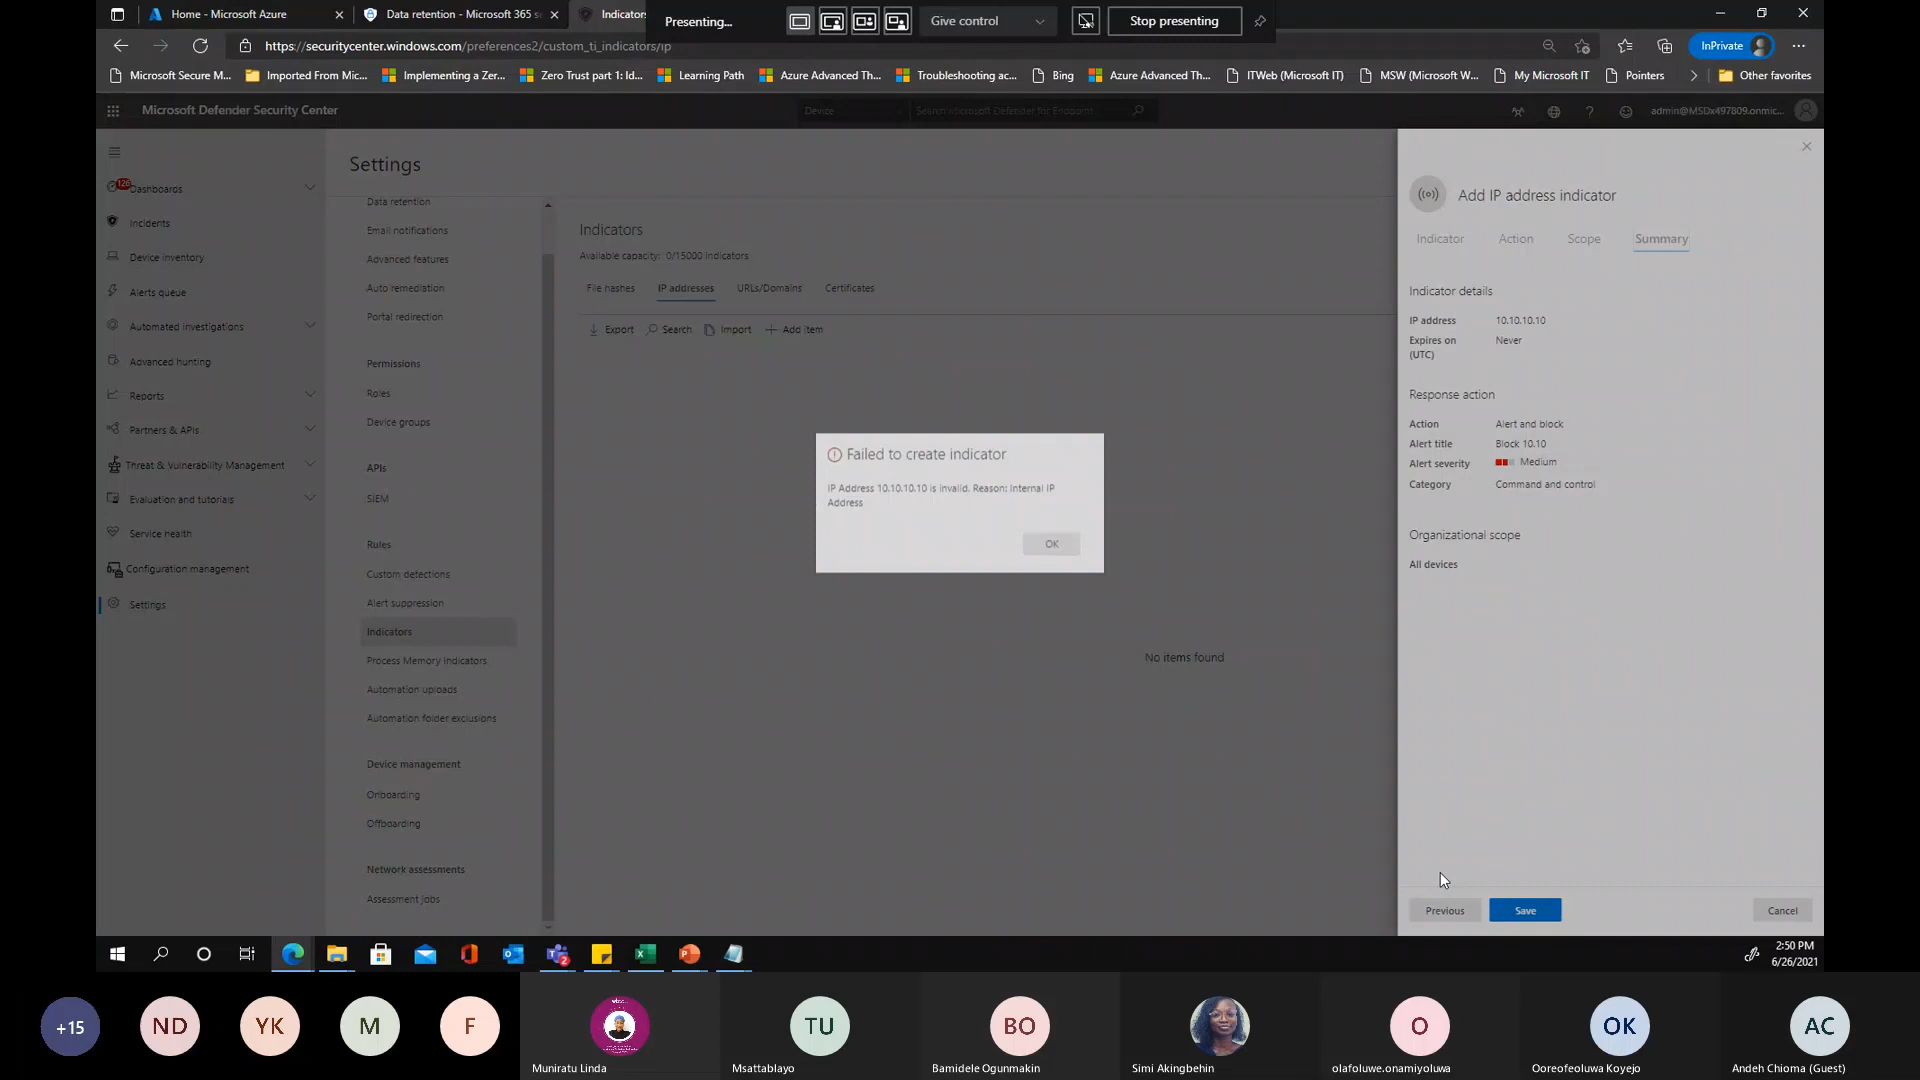 Home - Microsoft Azure
Data retention - Microsoft 365 s
Indicators
Presenting...
Give control
Stop presenting
https://securitycenter.windows.com/preferences2/custom_ti_indicators/ip
InPrivate
Microsoft Secure M...
Imported From Mic...
Implementing a Zer...
Zero Trust part 1: Id...
Learning Path
Azure Advanced Th...
Troubleshooting ac...
Bing
Azure Advanced Th...
ITWeb (Microsoft IT)
MSW (Microsoft W...
My Microsoft IT
Pointers
Other favorites
Microsoft Defender Security Center
Device
Search Microsoft Defender for Endpoint
admin@MSDx497809.onmic...
126
Dashboards
Incidents
Device inventory
Alerts queue
Automated investigations
Advanced hunting
Reports
Partners & APIs
Threat & Vulnerability Management
Evaluation and tutorials
Service health
Configuration management
Settings
Settings
Data retention
Email notifications
Advanced features
Auto remediation
Portal redirection
Permissions
Roles
Device groups
APIs
SIEM
Rules
Custom detections
Alert suppression
Indicators
Process Memory Indicators
Automation uploads
Automation folder exclusions
Device management
Onboarding
Offboarding
Network assessments
Assessment jobs
Indicators
Available capacity: 0/15000 indicators
File hashes
IP addresses
URLs/Domains
Certificates
Export
Search
Import
Add item
No items found
Failed to create indicator
IP Address 10.10.10.10 is invalid. Reason: Internal IP
Address
OK
Add IP address indicator
Indicator
Action
Scope
Summary
Indicator details
IP address 10.10.10.10
Expires on Never
(UTC)
Response action
Action Alert and block
Alert title Block 10.10
Alert severity Medium
Category Command and control
Organizational scope
All devices
Previous
Save
Cancel
2
2:50 PM
6/26/2021
+15
ND
YK
M
F
TU
BO
O
OK
AC
Muniratu Linda
Msattablayo
Bamidele Ogunmakin
Simi Akingbehin
olafoluwe.onamiyoluwa
Ooreofeoluwa Koyejo
Andeh Chioma (Guest)